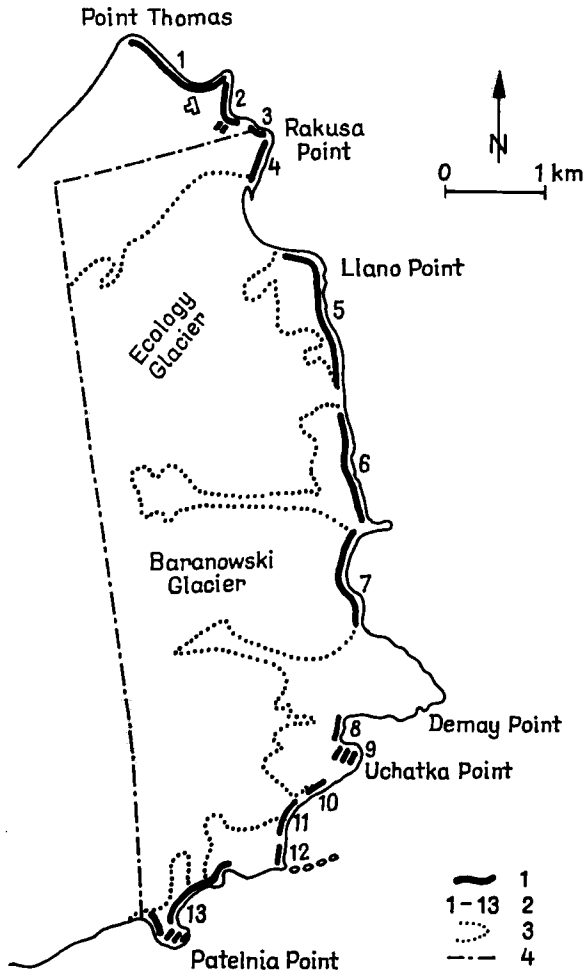 Point Thomas
1
2
3
Rakusa
Point
4
N
0 1 km
Llano Point
5
Ecology
Glacier
6
Baranowski
Glacier
7
Demay Point
8
9
Uchatka Point
10
11
12
13
Patelnia Point
1
1-13 2
3
4